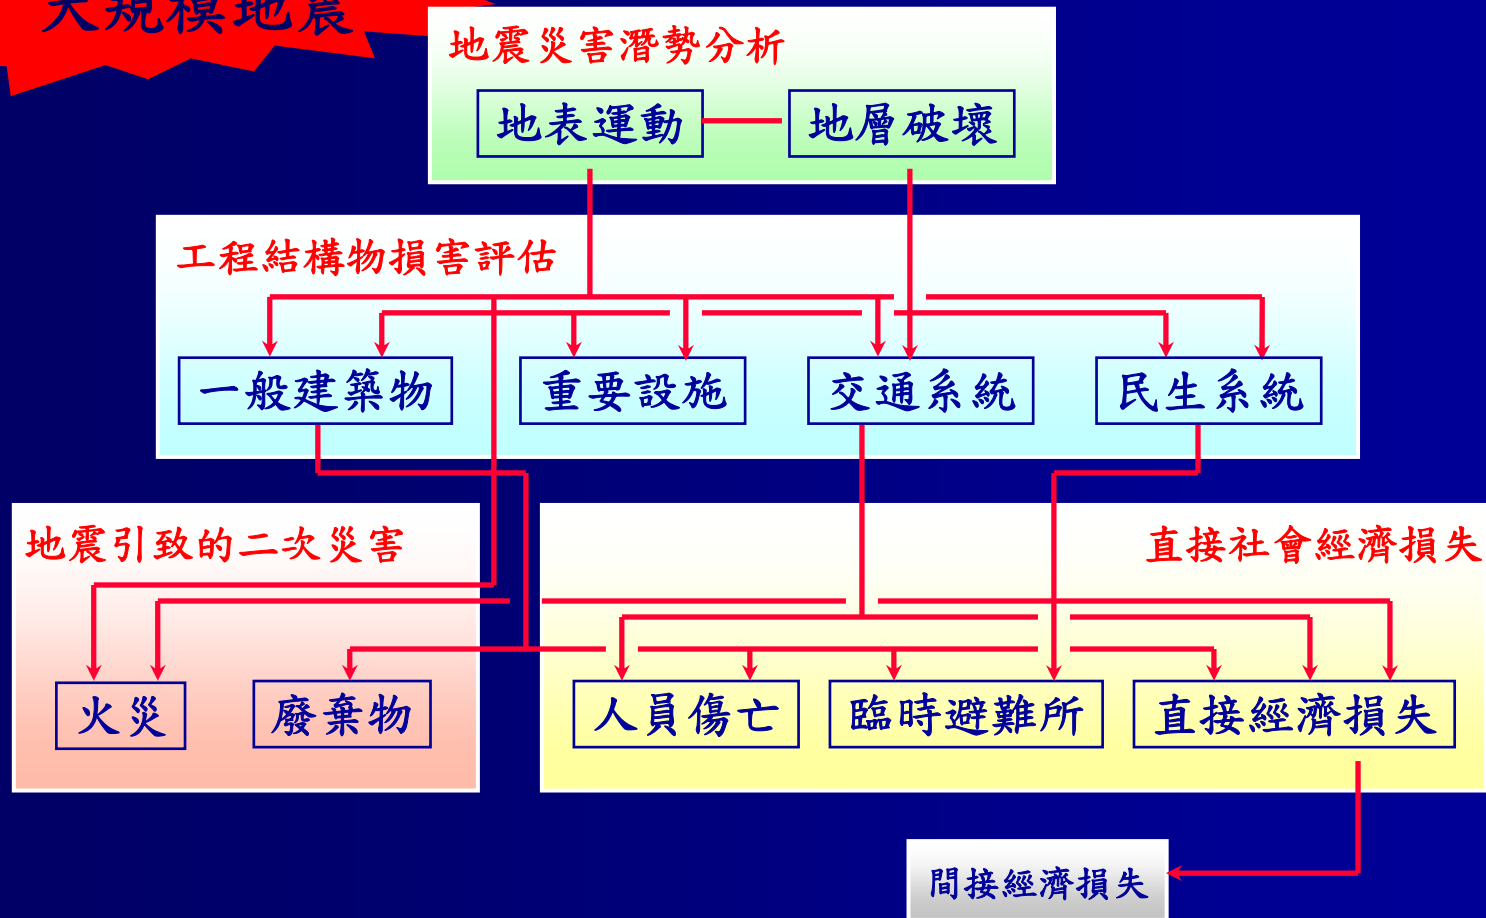 大規模地震
地震災害潛勢分析
地表運動 地層破壞
工程結構物損害評估
一般建築物 重要設施 交通系統 民生系統
地震引致的二次災害 直接社會經濟損失
火災 廢棄物 人員傷亡 臨時避難所 直接經濟損失
間接經濟損失